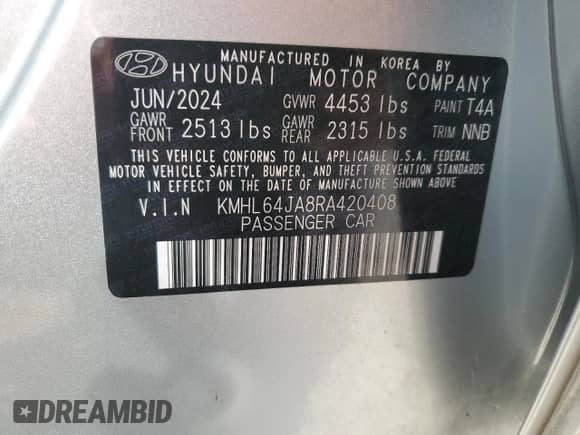 MANUFACTURED IN KOREA BY
HYUNDAI MOTOR COMPANY
JUN/2024 GVWR 4453 lbs PAINT T4A
GAWR FRONT 2513 lbs GAWR REAR 2315 lbs TRIM NNB
THIS VEHICLE CONFORMS TO ALL APPLICABLE U.S.A. FEDERAL
MOTOR VEHICLE SAFETY, BUMPER, AND THEFT PREVENTION STANDARDS
IN EFFECT ON THE DATE OF MANUFACTURE SHOWN ABOVE.
V.I.N KMHL64JA8RA420408
PASSENGER CAR
DREAMBID